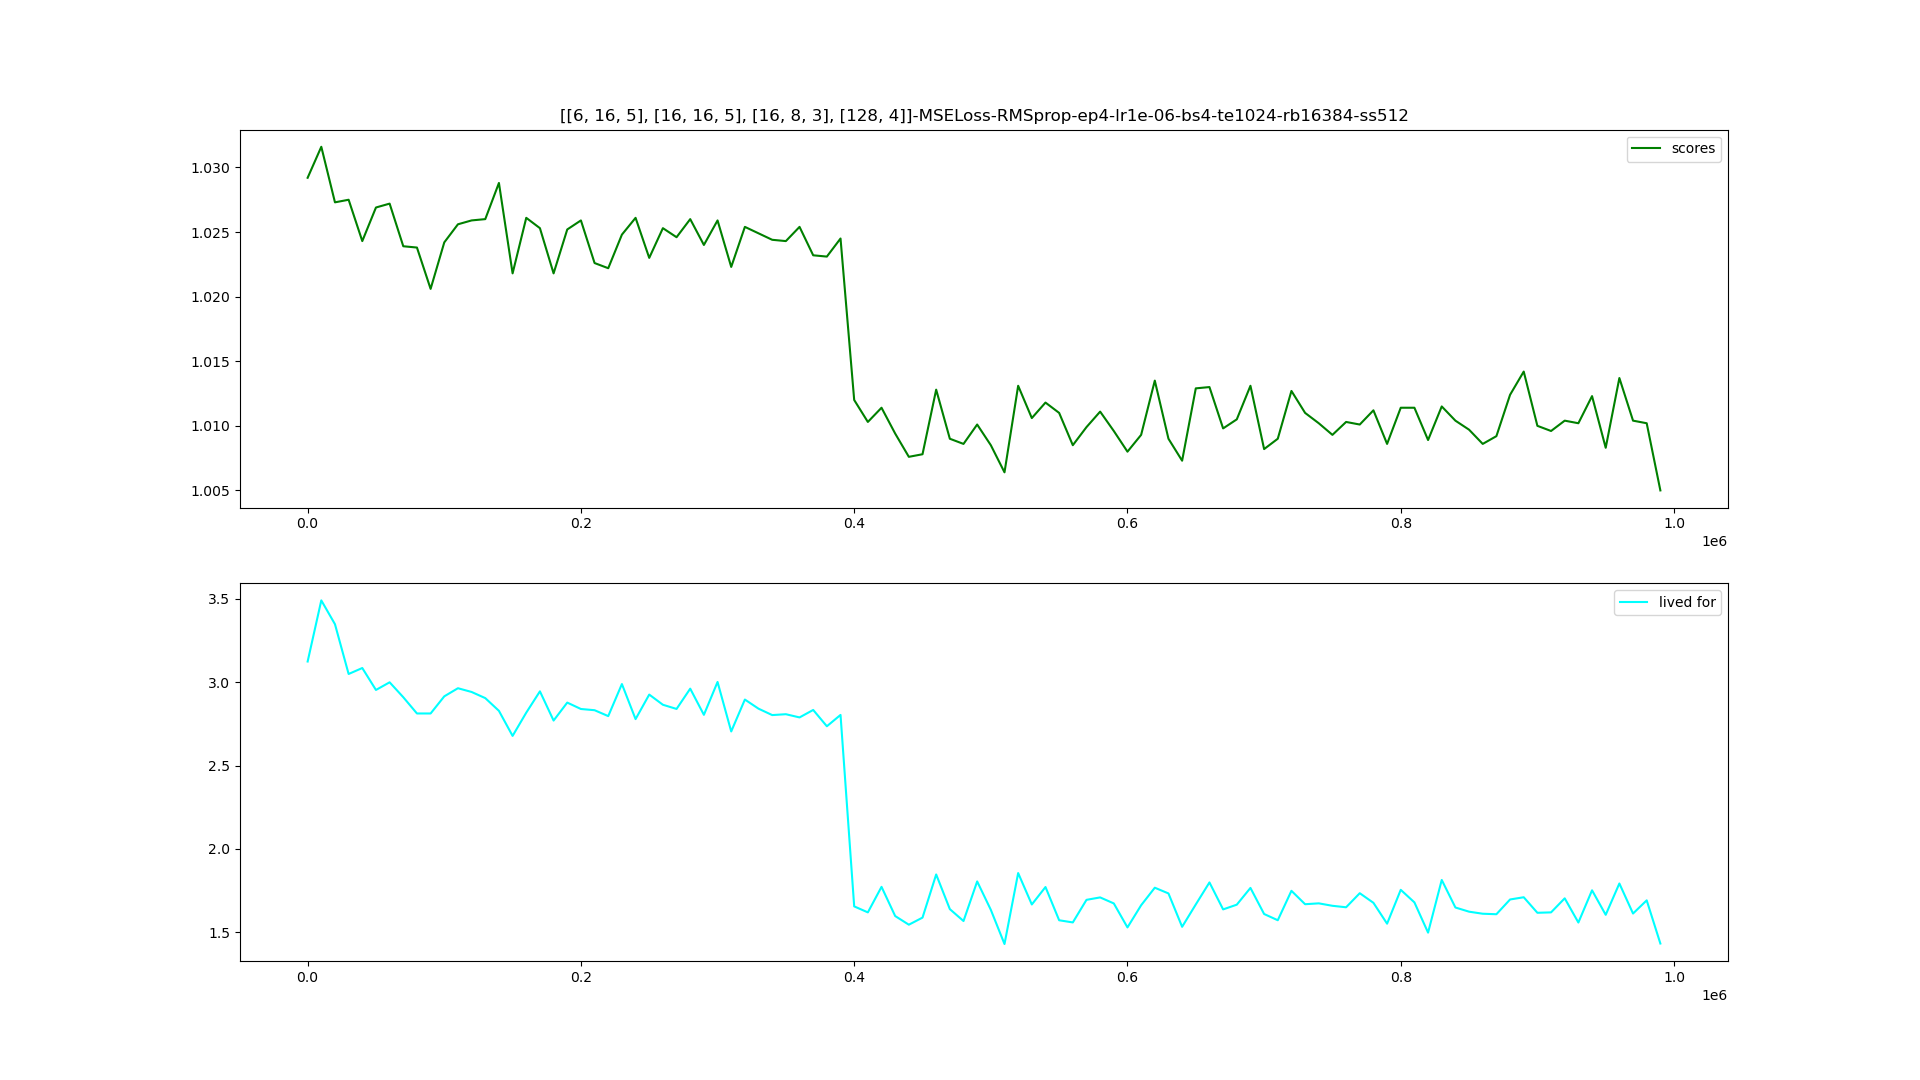 [[6, 16, 5], [16, 16, 5], [16, 8, 3], [128, 4]]-MSELoss-RMSprop-ep4-lr1e-06-bs4-te1024-rb16384-ss512
scores
1.030
1.025
1.020
1.015
1.010
1.005
0.0 0.2 0.4 0.6 0.8 1.0
1e6
lived for
3.5
3.0
2.5
2.0
1.5
0.0 0.2 0.4 0.6 0.8 1.0
1e6